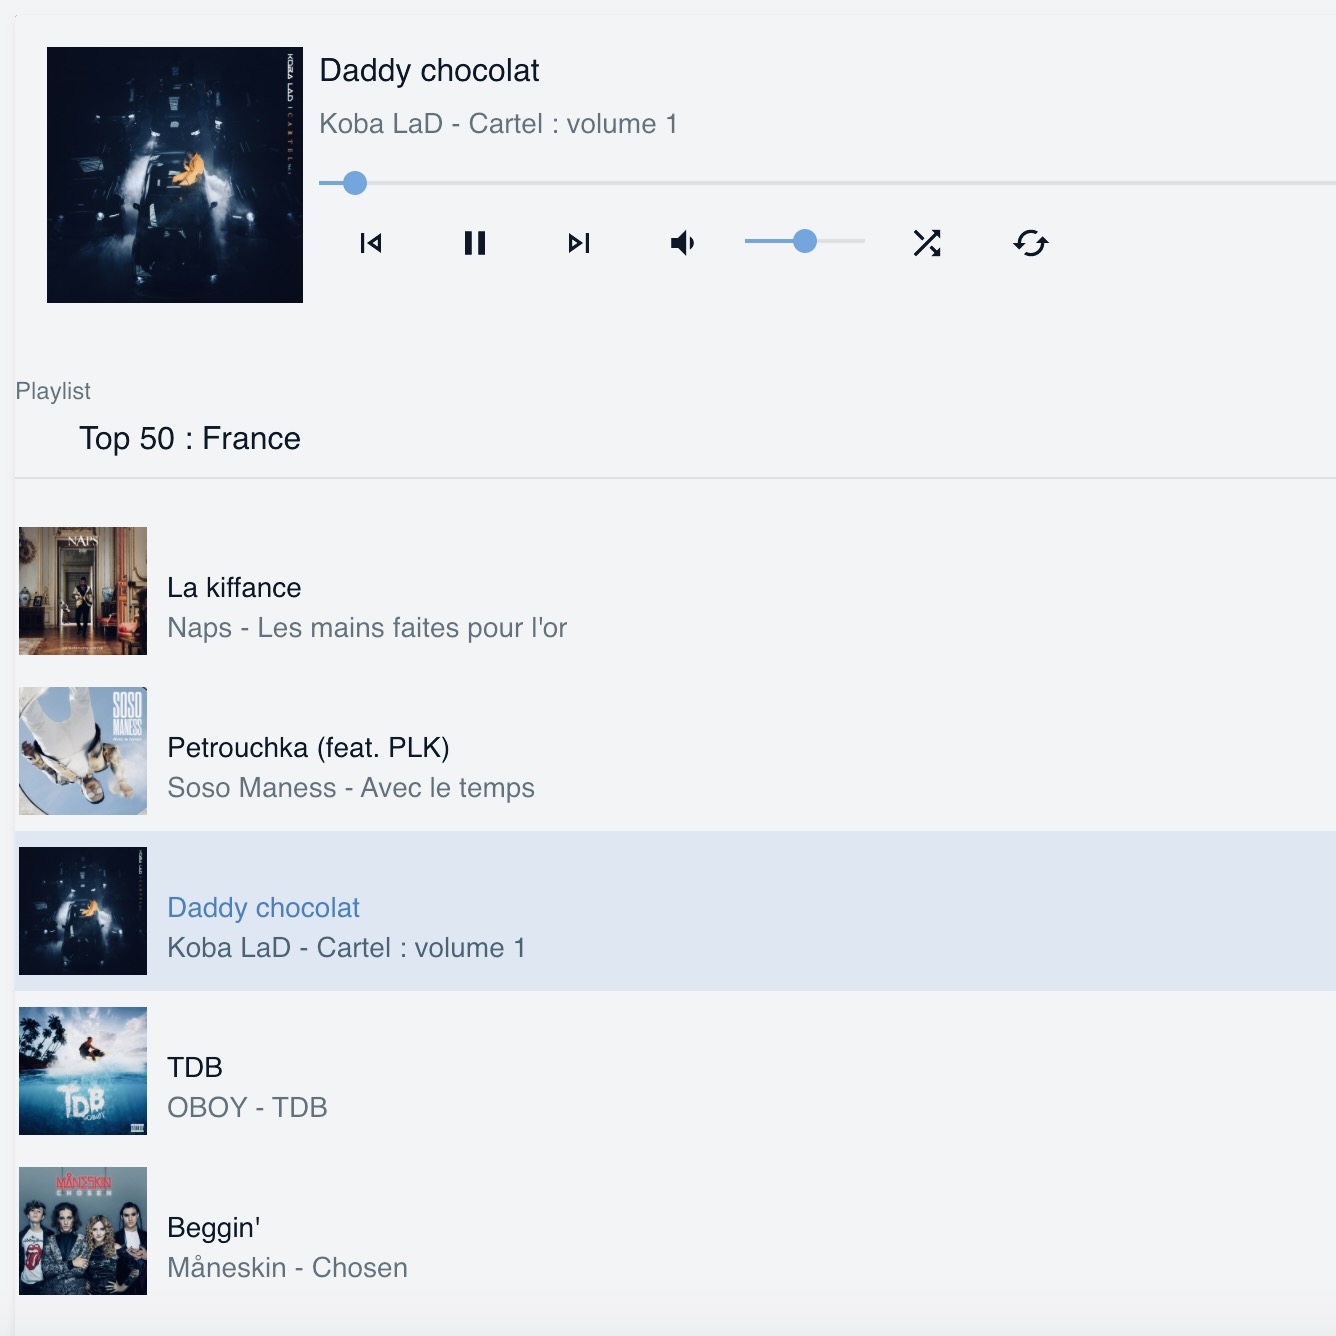 KOBA LAD | CARTEL
Daddy chocolat
Koba LaD - Cartel : volume 1
Playlist
Top 50 : France
NAPS
La kiffance
Naps - Les mains faites pour l'or
SOSO
MANESS
Petrouchka (feat. PLK)
Soso Maness - Avec le temps
Daddy chocolat
Koba LaD - Cartel : volume 1
TDB
TDB
OBOY - TDB
MÅNESKIN
CHOSEN
Beggin'
Måneskin - Chosen